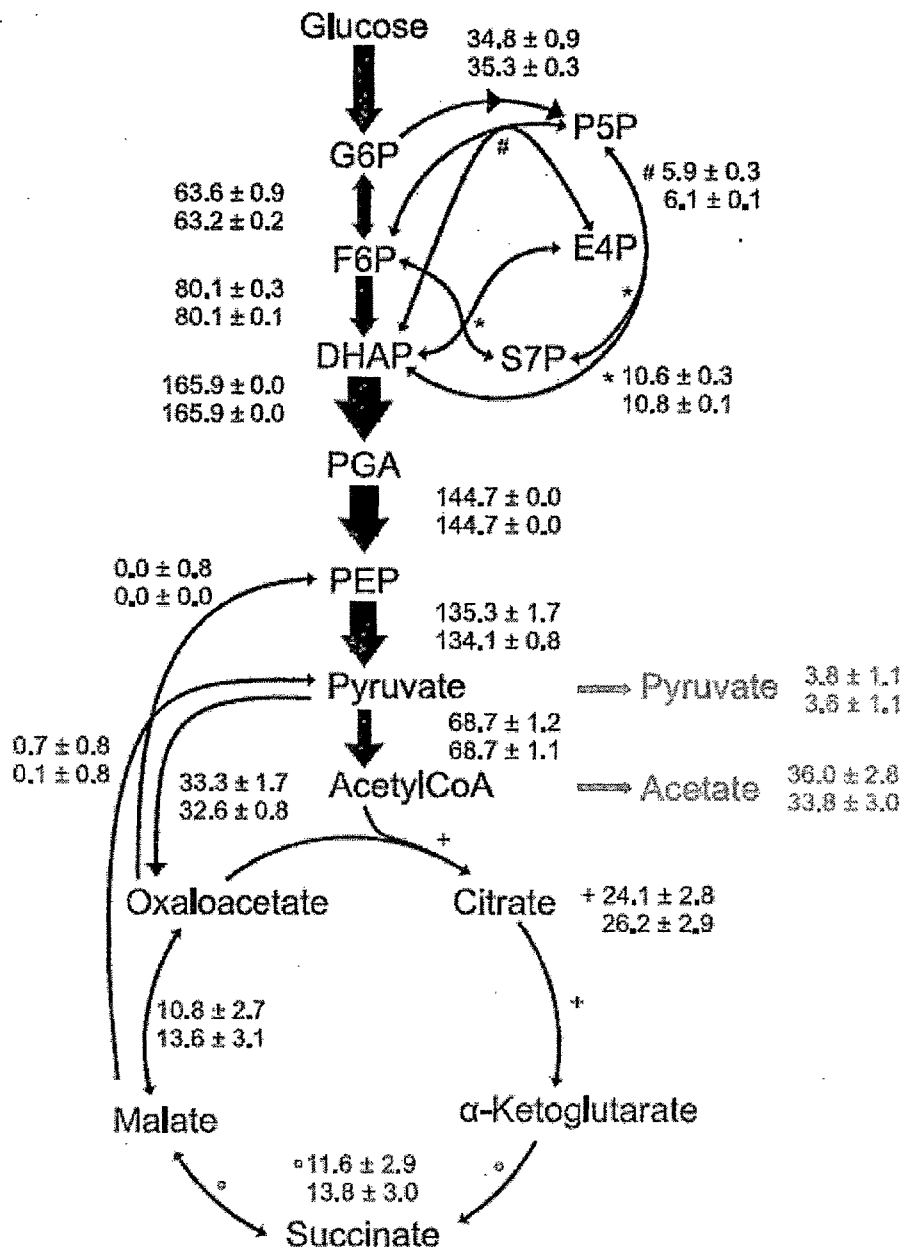 Glucose
34.8 ± 0.9
35.3 ± 0.3
P5P
G6P
#
# 5.9 ± 0.3
6.1 ± 0.1
63.6 ± 0.9
63.2 ± 0.2
E4P
F6P
80.1 ± 0.3
80.1 ± 0.1
*
*
DHAP
S7P
* 10.6 ± 0.3
10.8 ± 0.1
165.9 ± 0.0
165.9 ± 0.0
PGA
144.7 ± 0.0
144.7 ± 0.0
0.0 ± 0.8
0.0 ± 0.0
PEP
135.3 ± 1.7
134.1 ± 0.8
Pyruvate
Pyruvate
3.8 ± 1.1
3.6 ± 1.1
68.7 ± 1.2
68.7 ± 1.1
0.7 ± 0.8
0.1 ± 0.8
33.3 ± 1.7
32.6 ± 0.8
AcetylCoA
Acetate
36.0 ± 2.8
33.8 ± 3.0
+
Oxaloacetate
Citrate
+ 24.1 ± 2.8
26.2 ± 2.9
+
10.8 ± 2.7
13.6 ± 3.1
Malate
α-Ketoglutarate
¤ 11.6 ± 2.9
13.8 ± 3.0
¤
¤
Succinate